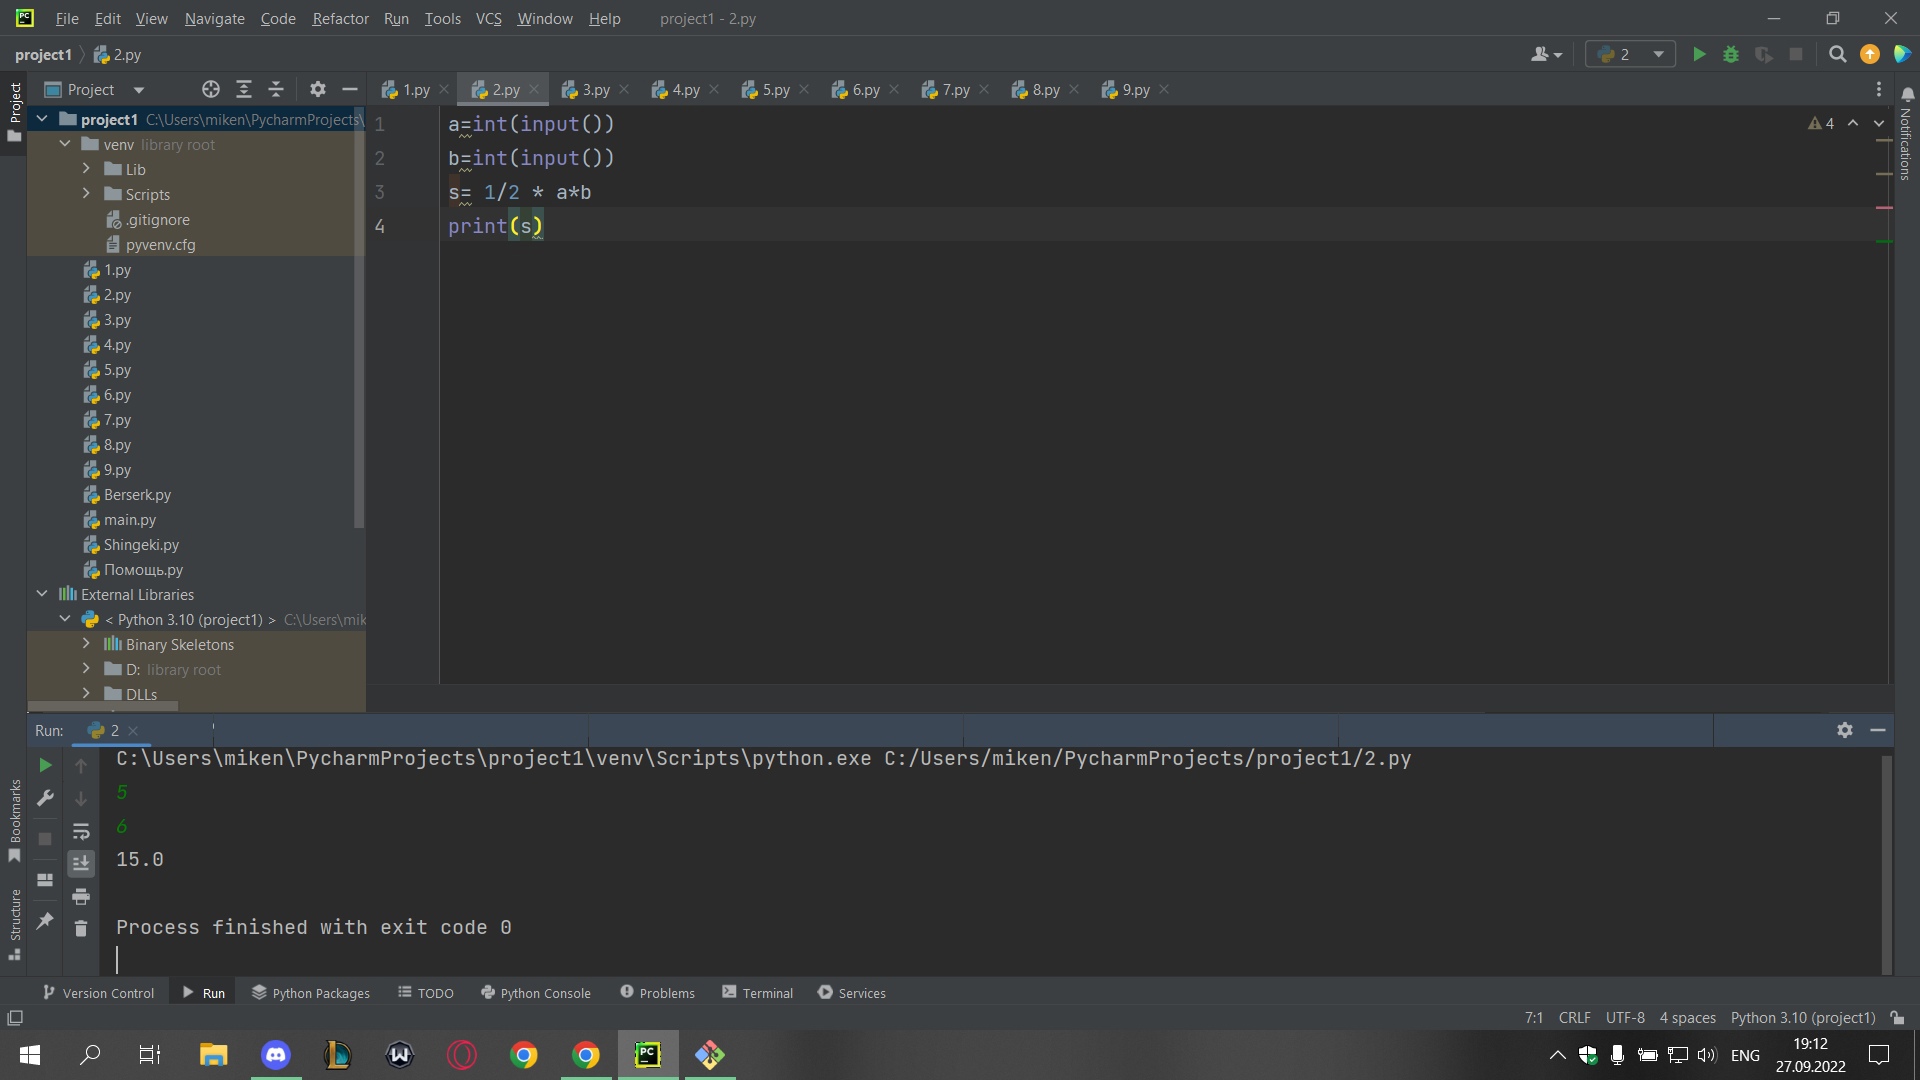 File Edit View Navigate Code Refactor Run Tools VCS Window Help project1 - 2.py
project1 2.py
2
Project
Project
1.py 2.py 3.py 4.py 5.py 6.py 7.py 8.py 9.py
Notifications
project1 C:\Users\miken\PycharmProjects\
venv library root
Lib
Scripts
.gitignore
pyvenv.cfg
1.py
2.py
3.py
4.py
5.py
6.py
7.py
8.py
9.py
Berserk.py
main.py
Shingeki.py
Помощь.py
External Libraries
< Python 3.10 (project1) > C:\Users\mik
Binary Skeletons
D: library root
DLLs
1 a=int(input())
2 b=int(input())
3 s= 1/2 * a*b
4 print(s)
4
Run: 2
C:\Users\miken\PycharmProjects\project1\venv\Scripts\python.exe C:/Users/miken/PycharmProjects/project1/2.py
5
6
15.0
Process finished with exit code 0
Bookmarks
Structure
Version Control Run Python Packages TODO Python Console Problems Terminal Services
7:1 CRLF UTF-8 4 spaces Python 3.10 (project1)
PC
ENG
19:12
27.09.2022